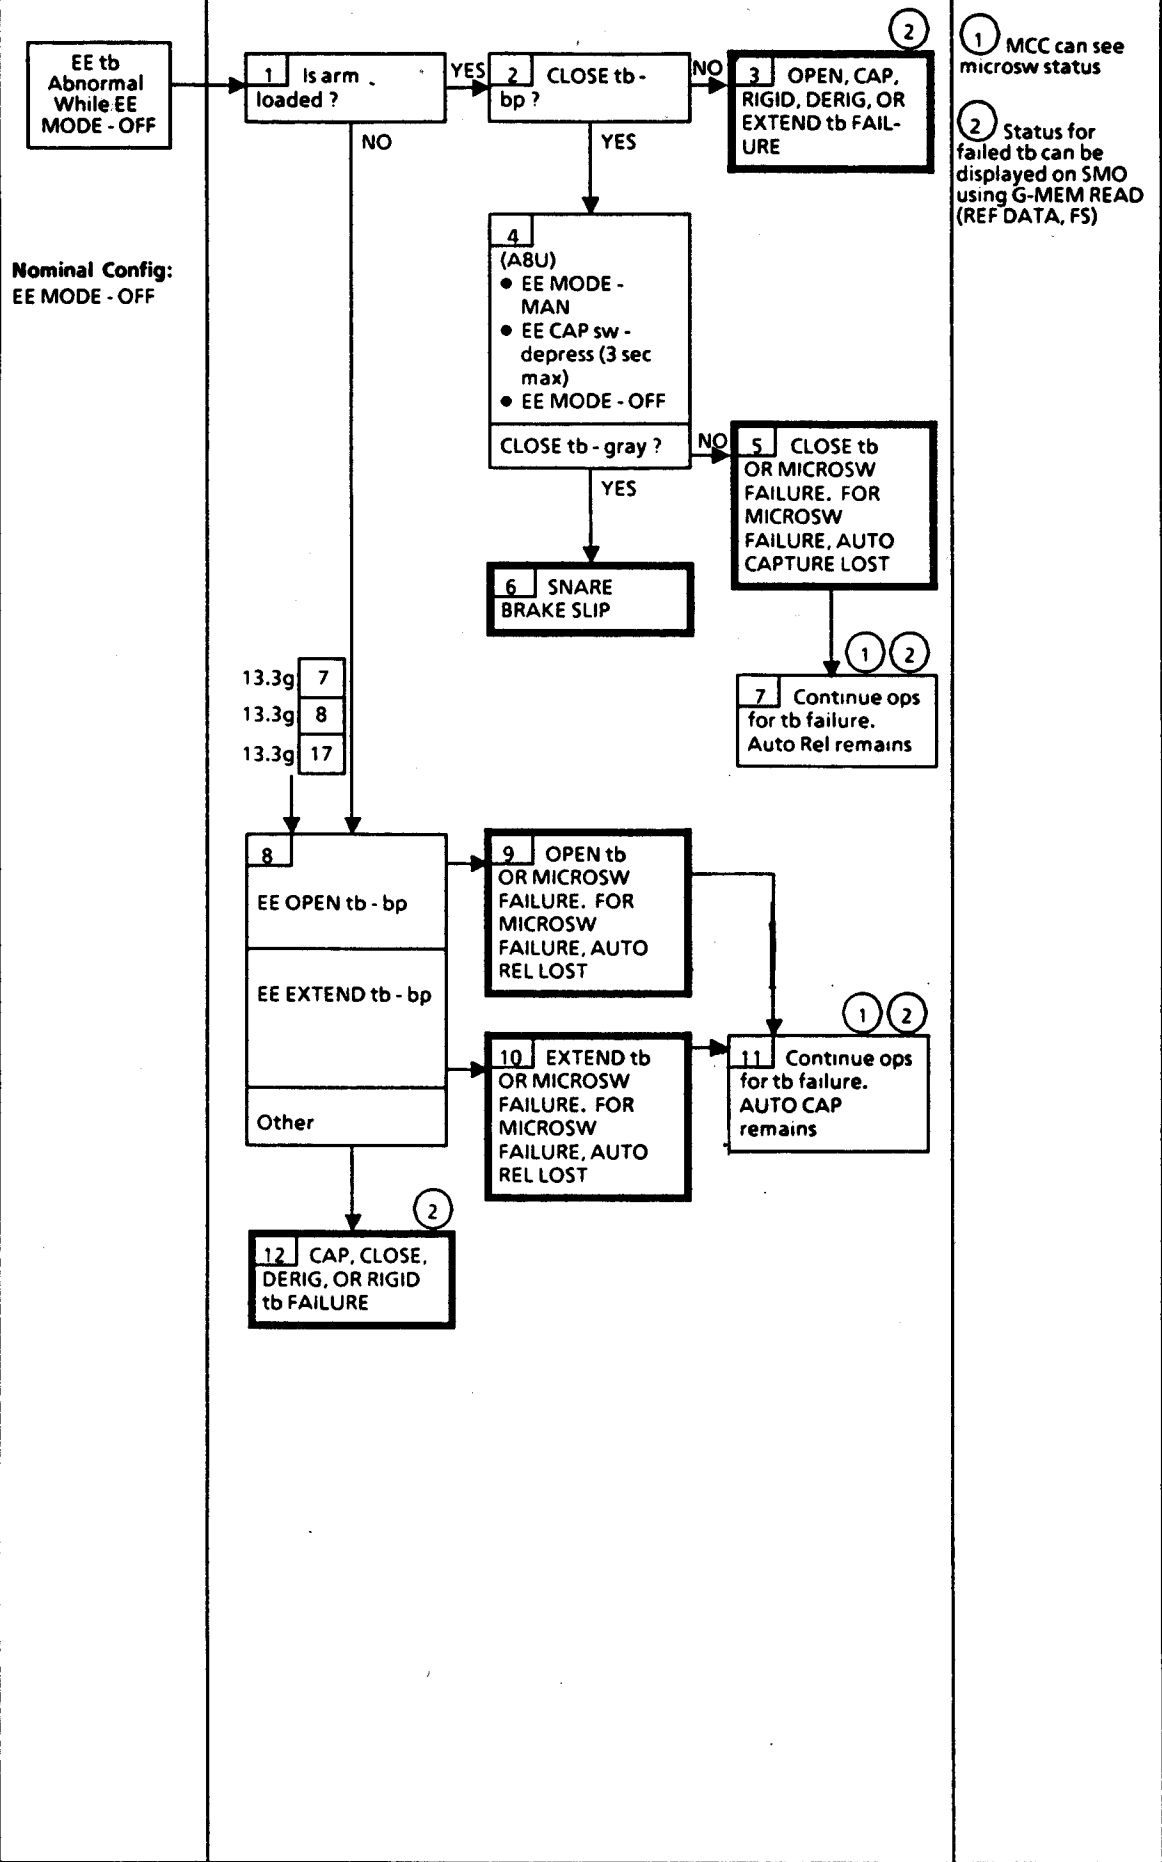 EE tb
Abnormal
While EE
MODE - OFF
Nominal Config:
EE MODE - OFF
1 Is arm
loaded ?
YES
NO
2 CLOSE tb -
bp ?
NO
YES
2
3 OPEN, CAP,
RIGID, DERIG, OR
EXTEND tb FAIL-
URE
4
(A8U)
● EE MODE -
MAN
● EE CAP sw -
depress (3 sec
max)
● EE MODE - OFF
CLOSE tb - gray ?
NO
YES
5 CLOSE tb
OR MICROSW
FAILURE. FOR
MICROSW
FAILURE, AUTO
CAPTURE LOST
6 SNARE
BRAKE SLIP
1 2
7 Continue ops
for tb failure.
Auto Rel remains
13.3g 7
13.3g 8
13.3g 17
8
EE OPEN tb - bp
EE EXTEND tb - bp
Other
9 OPEN tb
OR MICROSW
FAILURE. FOR
MICROSW
FAILURE, AUTO
REL LOST
10 EXTEND tb
OR MICROSW
FAILURE. FOR
MICROSW
FAILURE, AUTO
REL LOST
1 2
11 Continue ops
for tb failure.
AUTO CAP
remains
2
12 CAP, CLOSE,
DERIG, OR RIGID
tb FAILURE
1 MCC can see
microsw status
2 Status for
failed tb can be
displayed on SMO
using G-MEM READ
(REF DATA, FS)